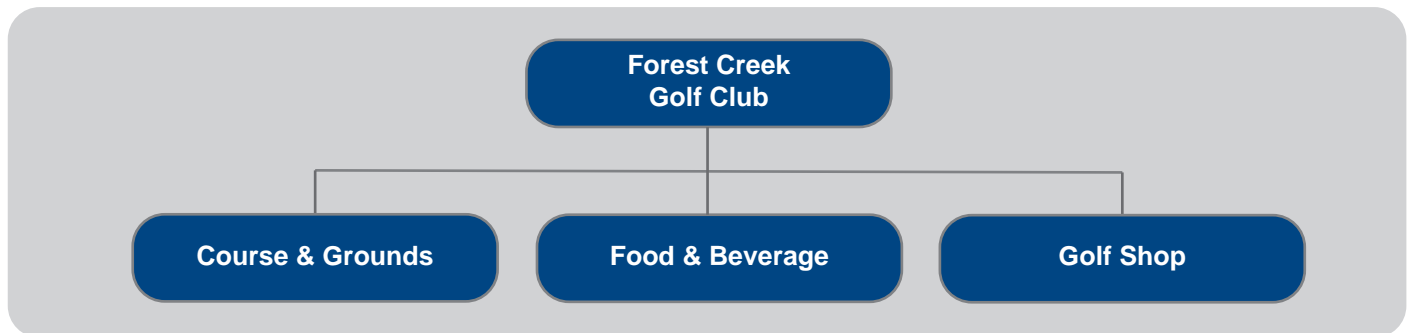 Forest Creek
Golf Club
Course & Grounds
Food & Beverage
Golf Shop